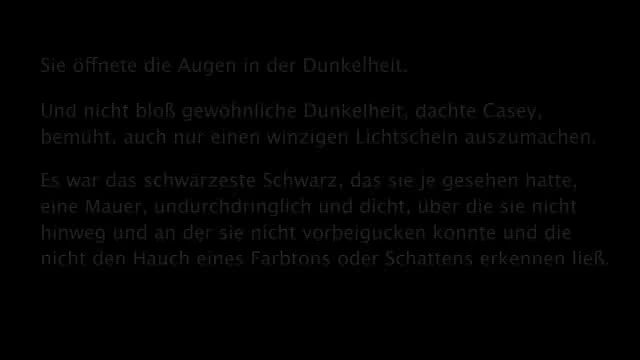 Sie öffnete die Augen in der Dunkelheit.
Und nicht bloß gewöhnliche Dunkelheit, dachte Casey,
bemüht, auch nur einen winzigen Lichtschein auszumachen.
Es war das schwärzeste Schwarz, das sie je gesehen hatte,
eine Mauer, undurchdringlich und dicht, über die sie nicht
hinweg und an der sie nicht vorbeigucken konnte und die
nicht den Hauch eines Farbtons oder Schattens erkennen ließ.